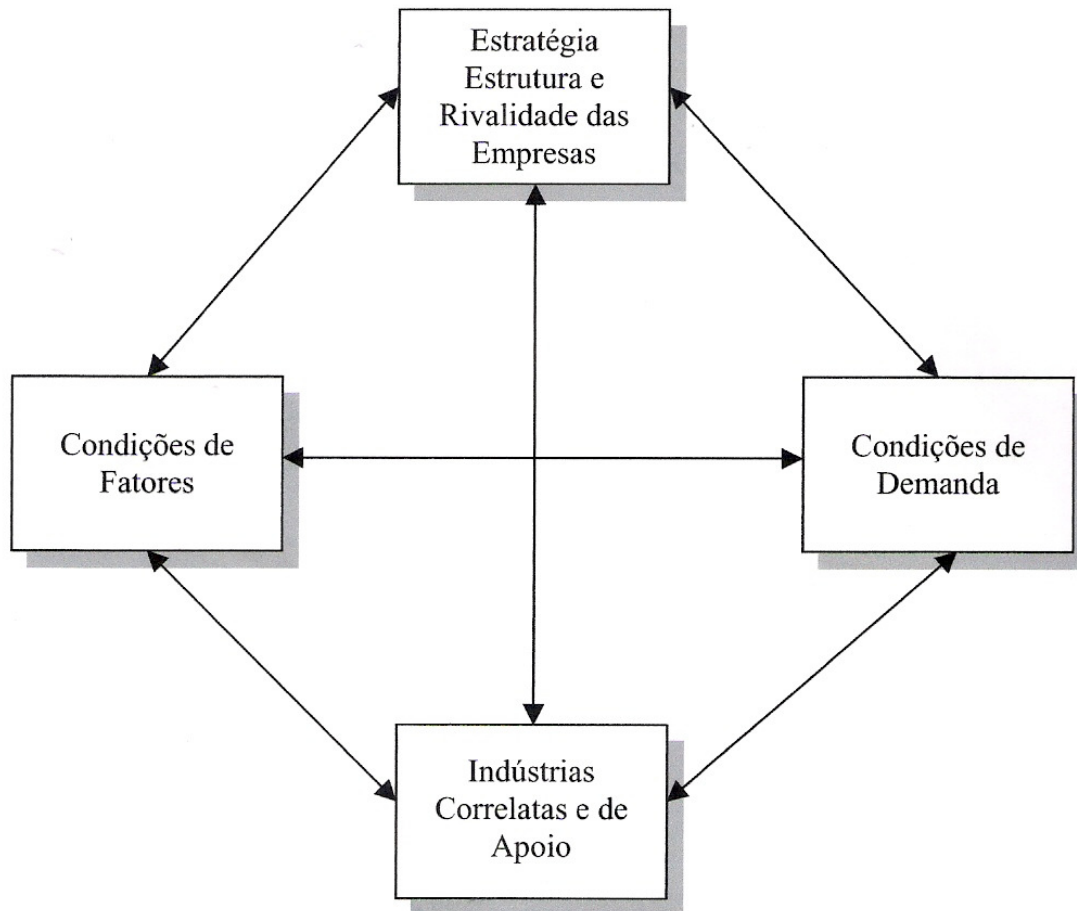 Estratégia
Estrutura e
Rivalidade das
Empresas
Condições de
Fatores
Condições de
Demanda
Indústrias
Correlatas e de
Apoio